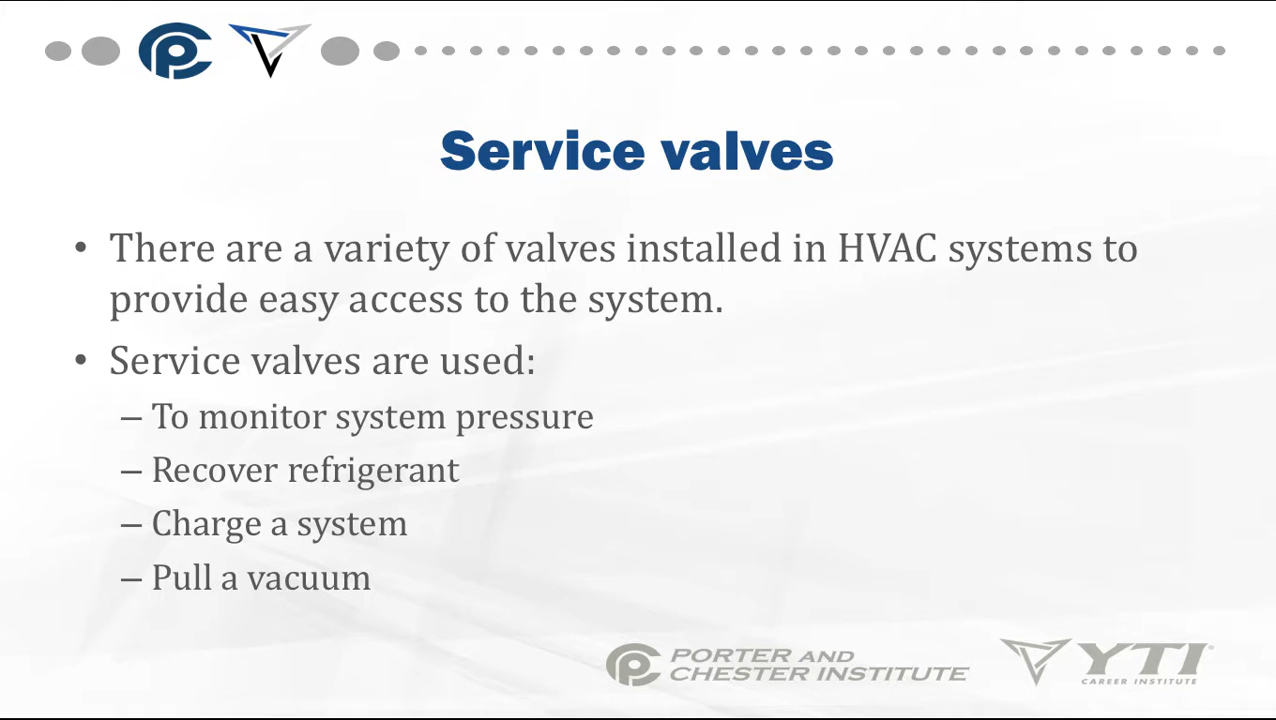 Service valves
• There are a variety of valves installed in HVAC systems to
provide easy access to the system.
• Service valves are used:
– To monitor system pressure
– Recover refrigerant
– Charge a system
– Pull a vacuum
PORTER AND
CHESTER INSTITUTE
YTI
CAREER INSTITUTE